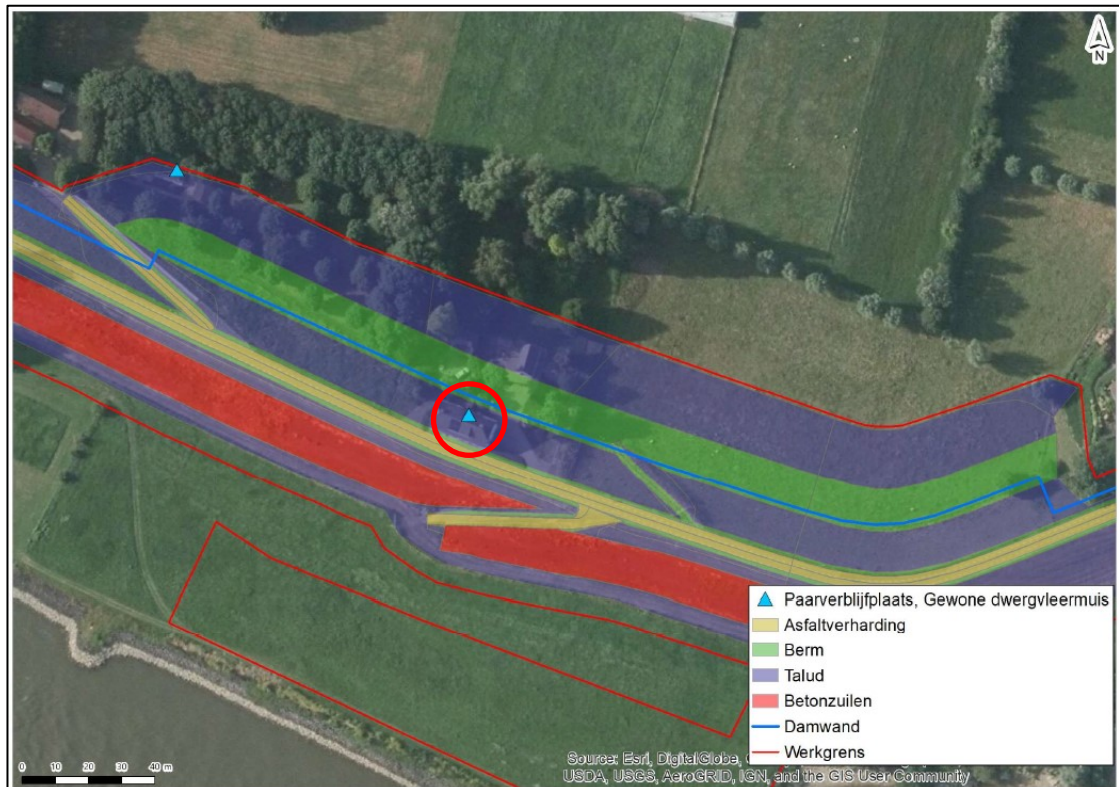 N
Paarverblijfplaats, Gewone dwergvleermuis
Asfaltverharding
Berm
Talud
Betonzuilen
Damwand
Werkgrens
0 10 20 30 40 m
Source: Esri, DigitalGlobe,
USDA, USGS, AeroGRID, IGN, and the GIS User Community